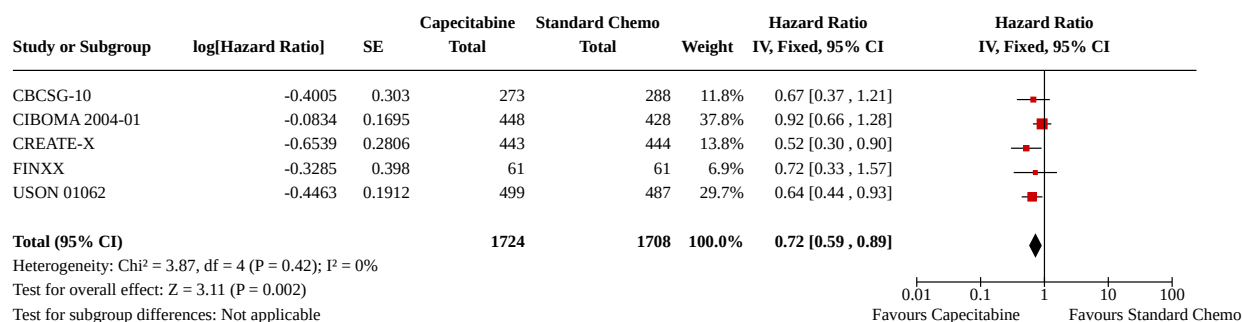 Capecitabine Standard Chemo Hazard Ratio Hazard Ratio
Study or Subgroup log[Hazard Ratio] SE Total Total Weight IV, Fixed, 95% CI IV, Fixed, 95% CI
CBCSG-10 -0.4005 0.303 273 288 11.8% 0.67 [0.37 , 1.21]
CIBOMA 2004-01 -0.0834 0.1695 448 428 37.8% 0.92 [0.66 , 1.28]
CREATE-X -0.6539 0.2806 443 444 13.8% 0.52 [0.30 , 0.90]
FINXX -0.3285 0.398 61 61 6.9% 0.72 [0.33 , 1.57]
USON 01062 -0.4463 0.1912 499 487 29.7% 0.64 [0.44 , 0.93]
Total (95% CI) 1724 1708 100.0% 0.72 [0.59 , 0.89]
Heterogeneity: Chi² = 3.87, df = 4 (P = 0.42); I² = 0%
Test for overall effect: Z = 3.11 (P = 0.002)
Test for subgroup differences: Not applicable
0.01 0.1 1 10 100
Favours Capecitabine Favours Standard Chemo